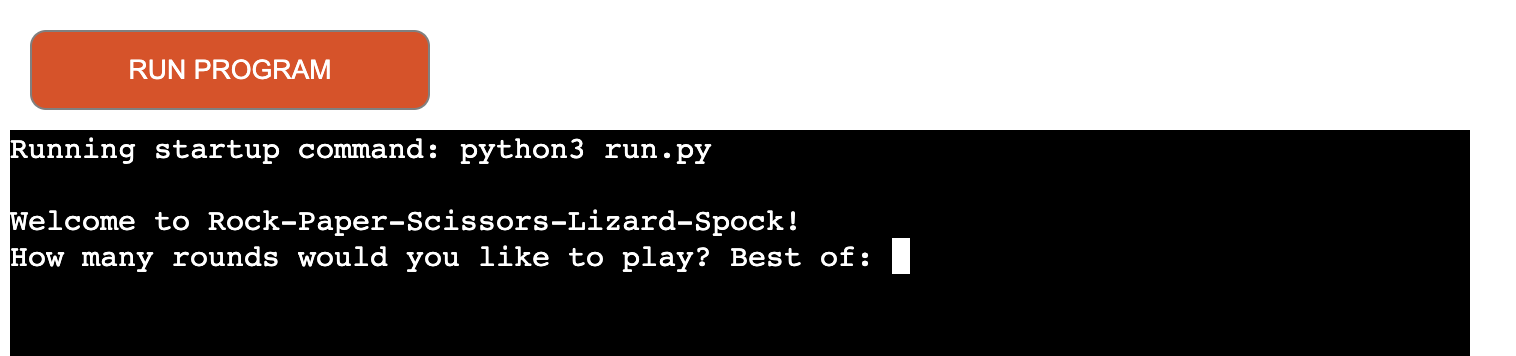 RUN PROGRAM
Running startup command: python3 run.py
Welcome to Rock-Paper-Scissors-Lizard-Spock!
How many rounds would you like to play? Best of: